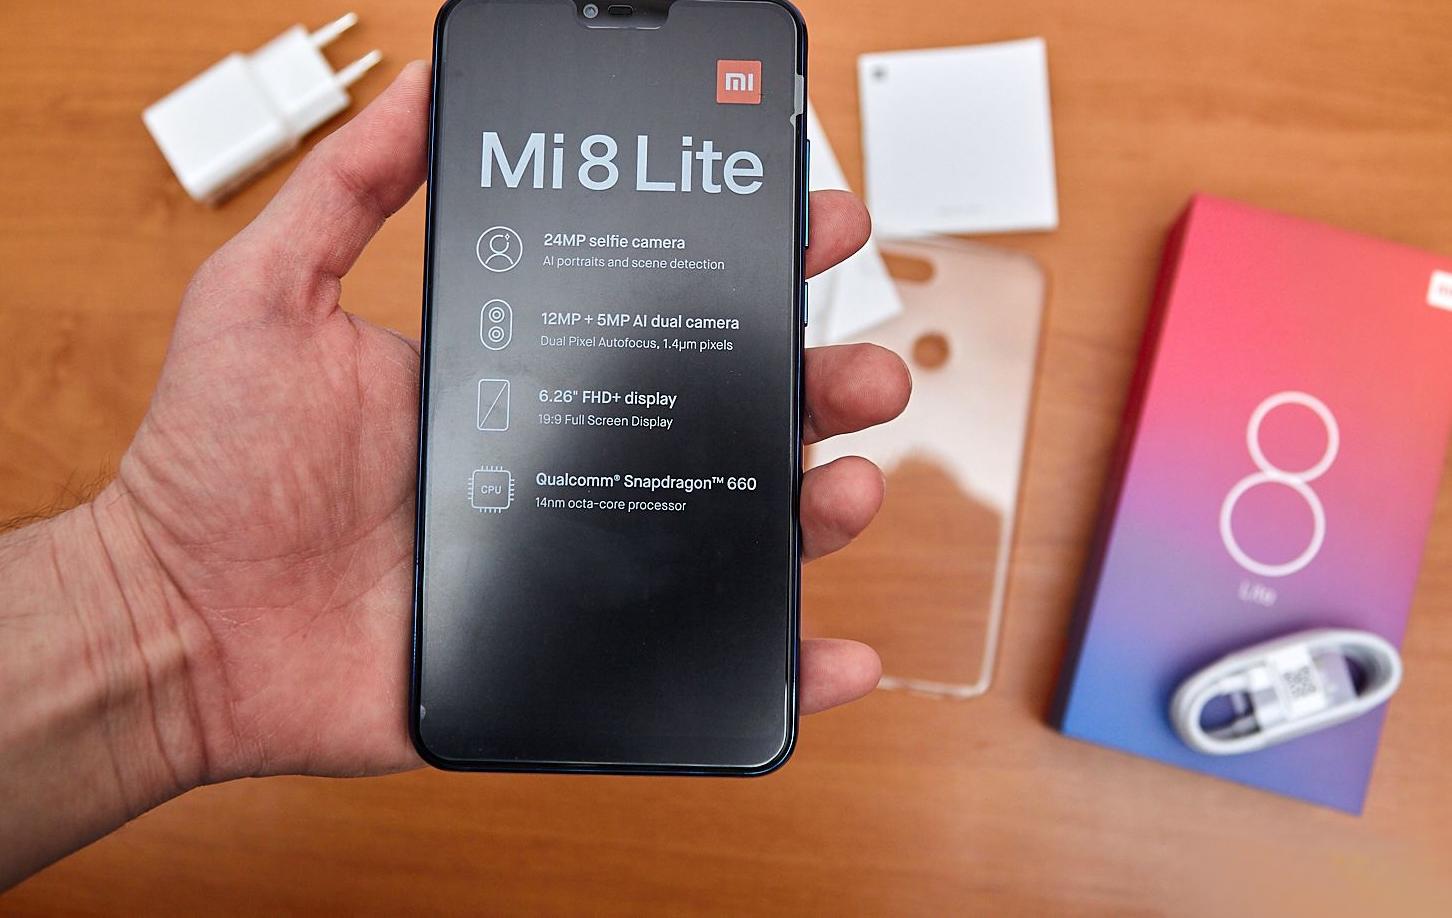 mi
Mi 8 Lite
24MP selfie camera
AI portraits and scene detection
12MP + 5MP AI dual camera
Dual Pixel Autofocus, 1.4µm pixels
6.26" FHD+ display
19:9 Full Screen Display
CPU
Qualcomm® Snapdragon™ 660
14nm octa-core processor
8
Lite